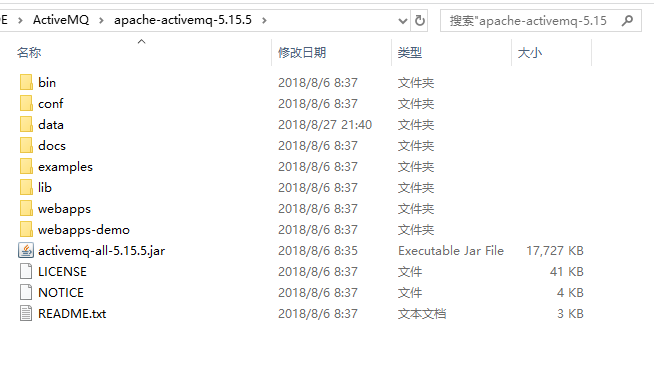 DE > ActiveMQ > apache-activemq-5.15.5 > 搜索"apache-activemq-5.15
名称 修改日期 类型 大小
bin 2018/8/6 8:37 文件夹
conf 2018/8/6 8:37 文件夹
data 2018/8/27 21:40 文件夹
docs 2018/8/6 8:37 文件夹
examples 2018/8/6 8:37 文件夹
lib 2018/8/6 8:37 文件夹
webapps 2018/8/6 8:37 文件夹
webapps-demo 2018/8/6 8:37 文件夹
activemq-all-5.15.5.jar 2018/8/6 8:35 Executable Jar File 17,727 KB
LICENSE 2018/8/6 8:37 文件 41 KB
NOTICE 2018/8/6 8:37 文件 4 KB
README.txt 2018/8/6 8:37 文本文档 3 KB